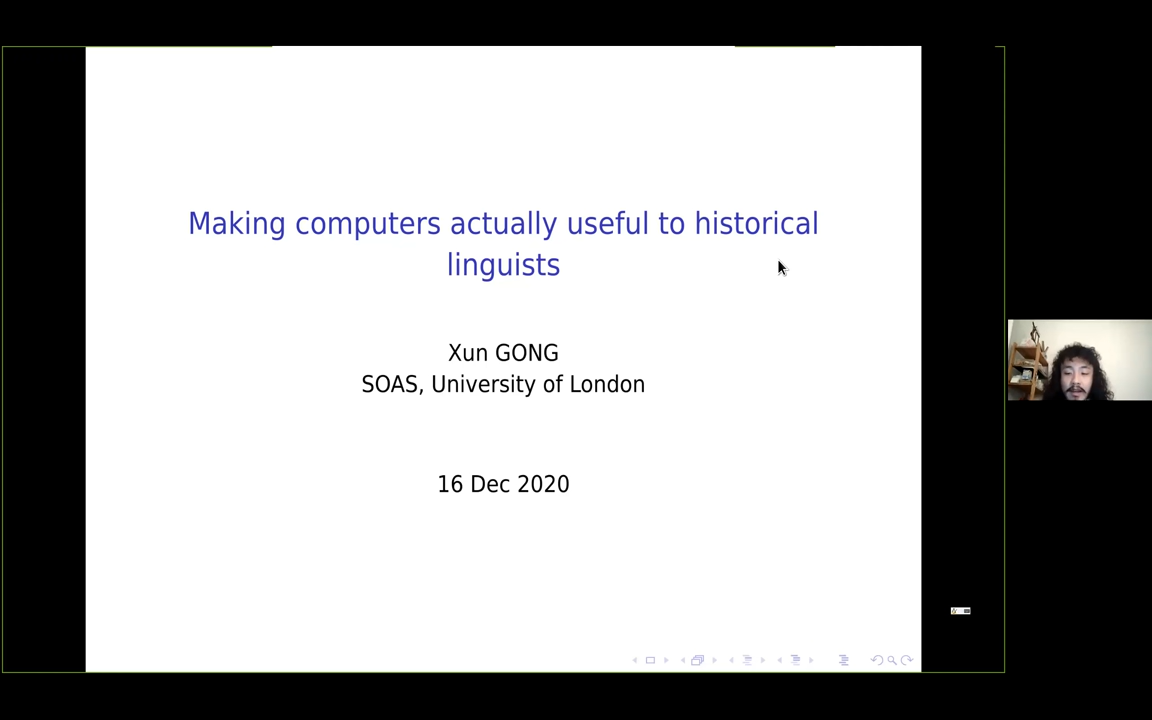 Making computers actually useful to historical
linguists
Xun GONG
SOAS, University of London
16 Dec 2020